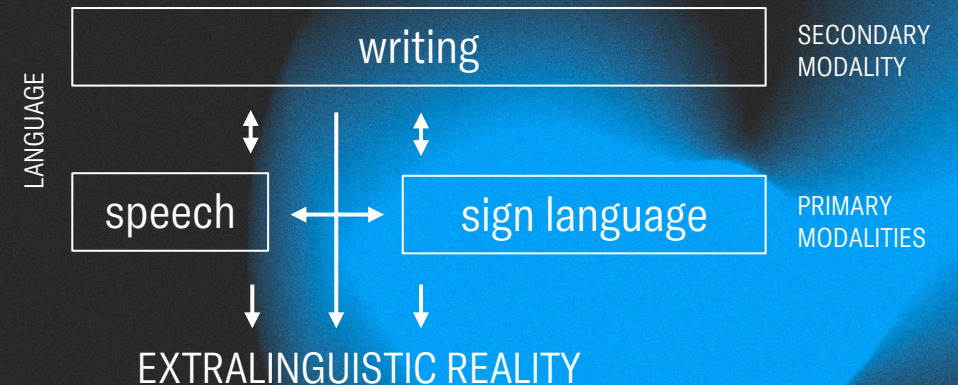 writing
SECONDARY
MODALITY
LANGUAGE
speech
sign language
PRIMARY
MODALITIES
EXTRALINGUISTIC REALITY